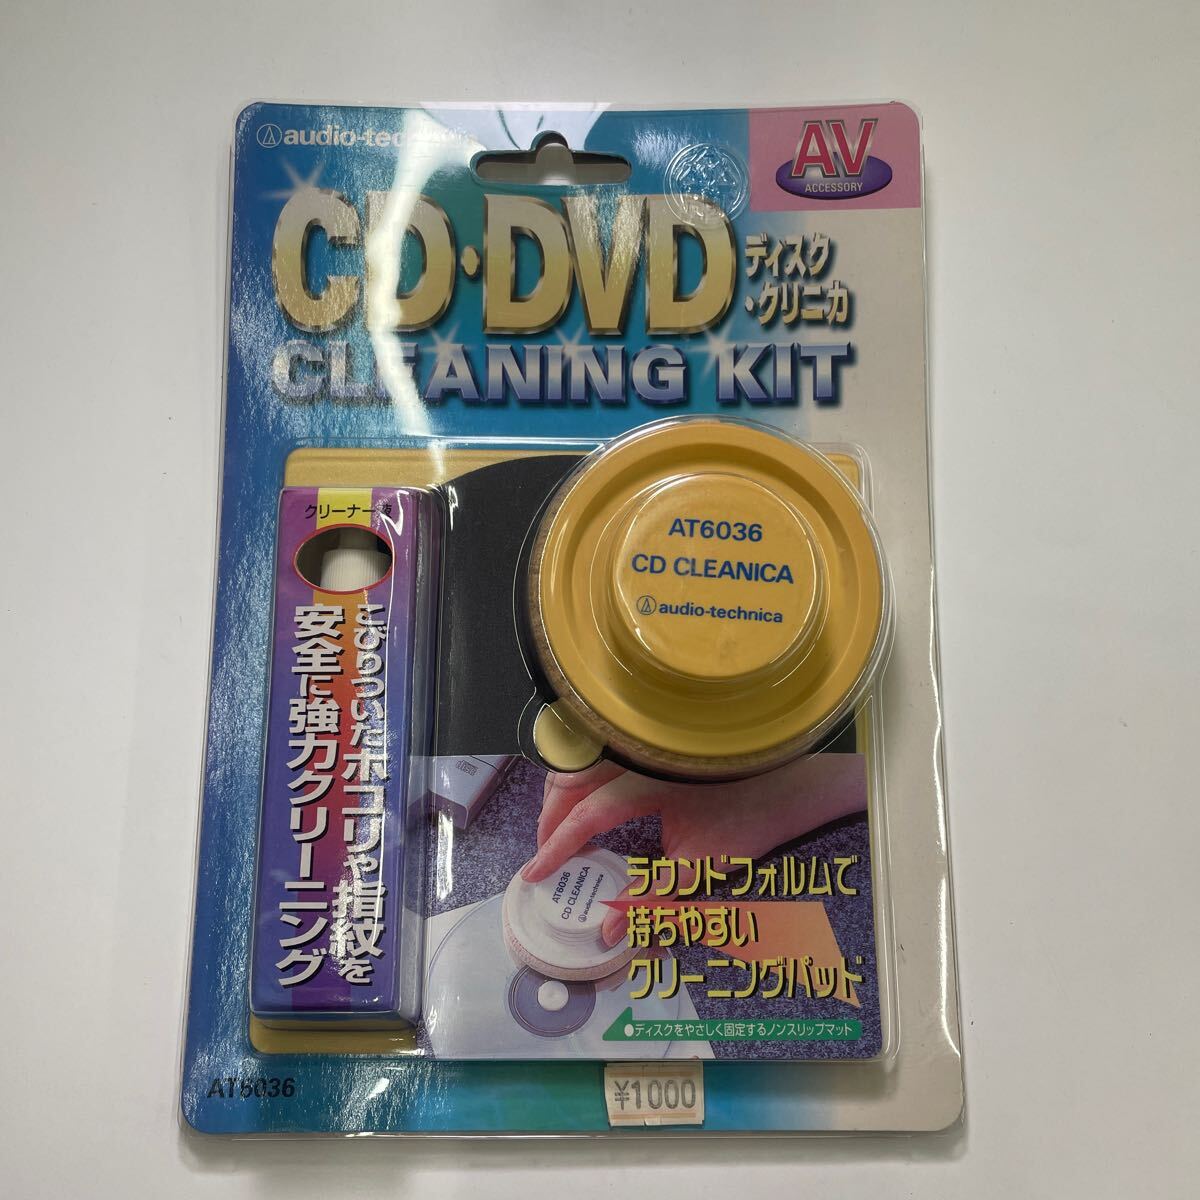 audio-technica
AV
ACCESSORY
CD・DVD
ディスク
・クリニカ
CLEANING KIT
クリーナー液
こびりついたホコリや指紋を
安全に強力クリーニング
AT6036
CD CLEANICA
audio-technica
AT6036
CD CLEANICA
audio-technica
ラウンドフォルムで
持ちやすい
クリーニングパッド
●ディスクをやさしく固定するノンスリップマット
AT6036
¥1000